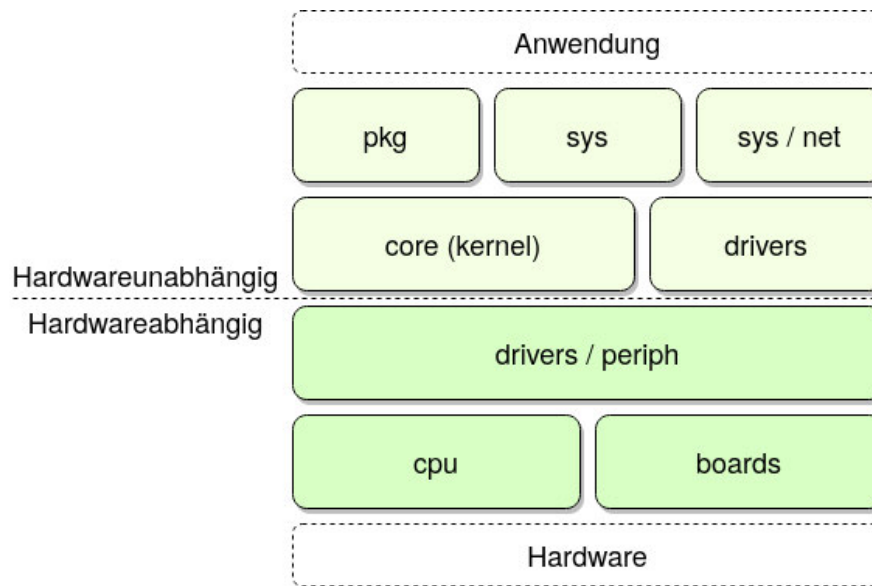 Anwendung
pkg
sys
sys / net
core (kernel)
drivers
Hardwareunabhängig
Hardwareabhängig
drivers / periph
cpu
boards
Hardware